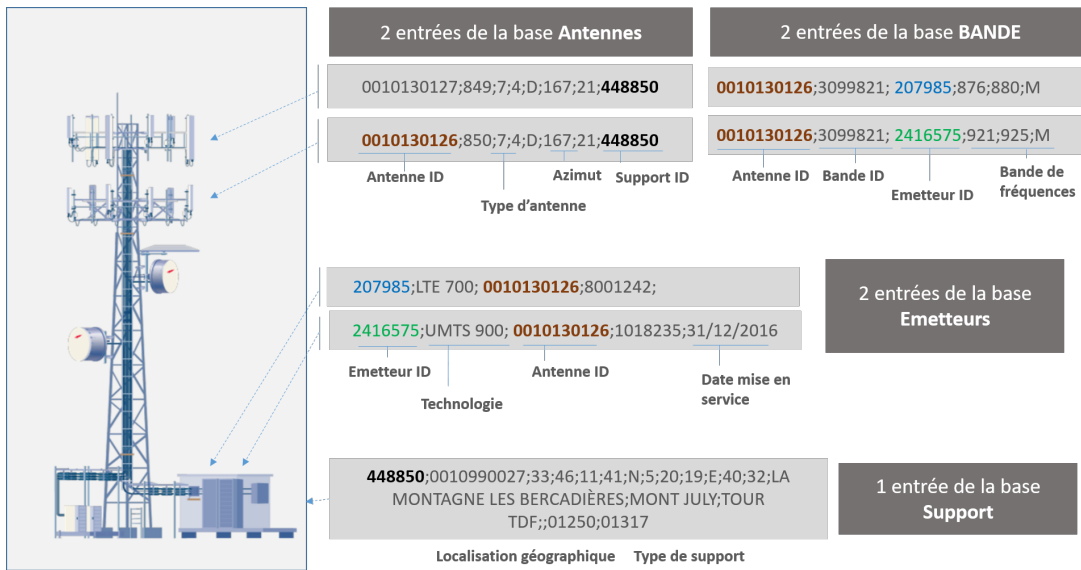 2 entrées de la base Antennes
2 entrées de la base BANDE
0010130127;849;7;4;D;167;21;448850
0010130126;3099821; 207985;876;880;M
0010130126;850;7;4;D;167;21;448850
0010130126;3099821; 2416575;921;925;M
Antenne ID
Type d'antenne
Azimut
Support ID
Antenne ID
Bande ID
Emetteur ID
Bande de
fréquences
207985;LTE 700; 0010130126;8001242;
2416575;UMTS 900; 0010130126;1018235;31/12/2016
Emetteur ID
Technologie
Antenne ID
Date mise en
service
2 entrées de la base
Emetteurs
448850;0010990027;33;46;11;41;N;5;20;19;E;40;32;LA
MONTAGNE LES BERCADIÈRES;MONT JULY;TOUR
TDF;;01250;01317
Localisation géographique
Type de support
1 entrée de la base
Support